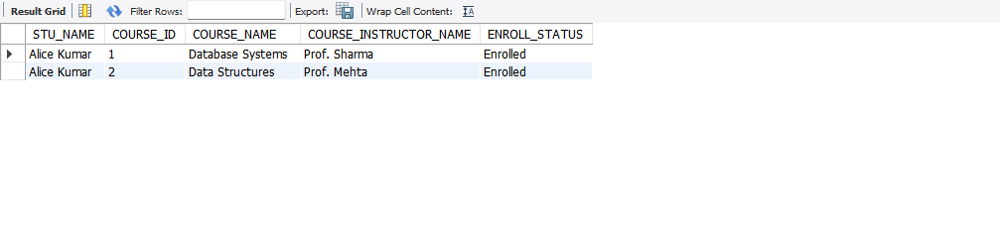 Result Grid Filter Rows: Export: Wrap Cell Content:
STU_NAME COURSE_ID COURSE_NAME COURSE_INSTRUCTOR_NAME ENROLL_STATUS
Alice Kumar 1 Database Systems Prof. Sharma Enrolled
Alice Kumar 2 Data Structures Prof. Mehta Enrolled